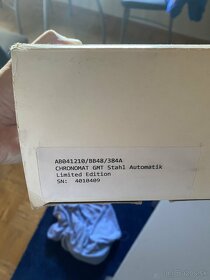 AB041210/BB48/384A
CHRONOMAT GMT Stahl Automatik
Limited Edition
SN: 4010409